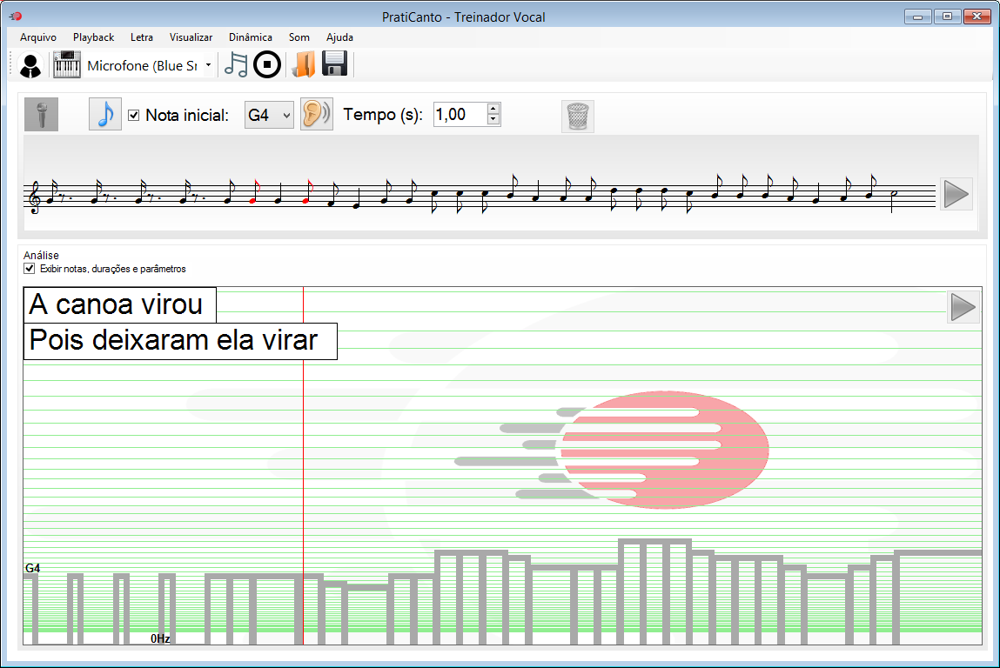 PratiCanto - Treinador Vocal
Arquivo Playback Letra Visualizar Dinâmica Som Ajuda
Microfone (Blue Sr
Nota inicial: G4 Tempo (s): 1,00
Análise
Exibir notas, durações e parâmetros
A canoa virou
Pois deixaram ela virar
G4
0Hz